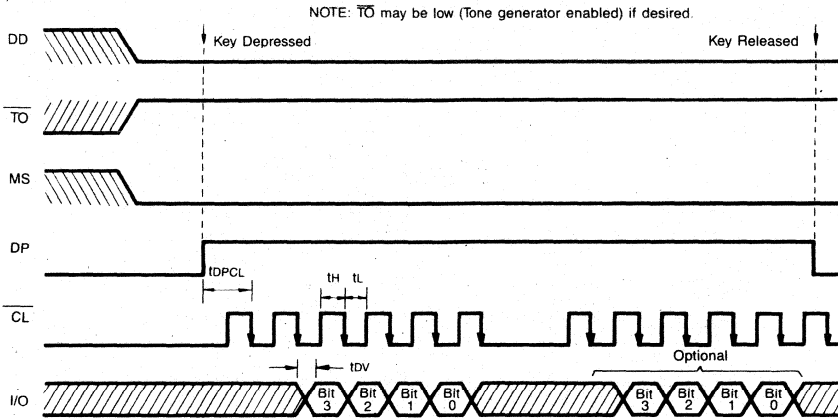 NOTE: TO may be low (Tone generator enabled) if desired.
DD
Key Depressed
Key Released
TO
MS
DP
tDPCL
tH
tL
CL
tDV
Optional
I/O
Bit 3
Bit 2
Bit 1
Bit 0
Bit 3
Bit 2
Bit 1
Bit 0